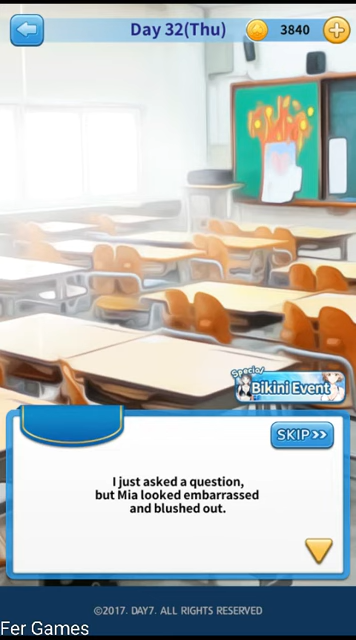 Day 32(Thu)
3840
Special
Bikini Event
SKIP>>
I just asked a question,
but Mia looked embarrassed
and blushed out.
©2017. DAY7. ALL RIGHTS RESERVED
Fer Games